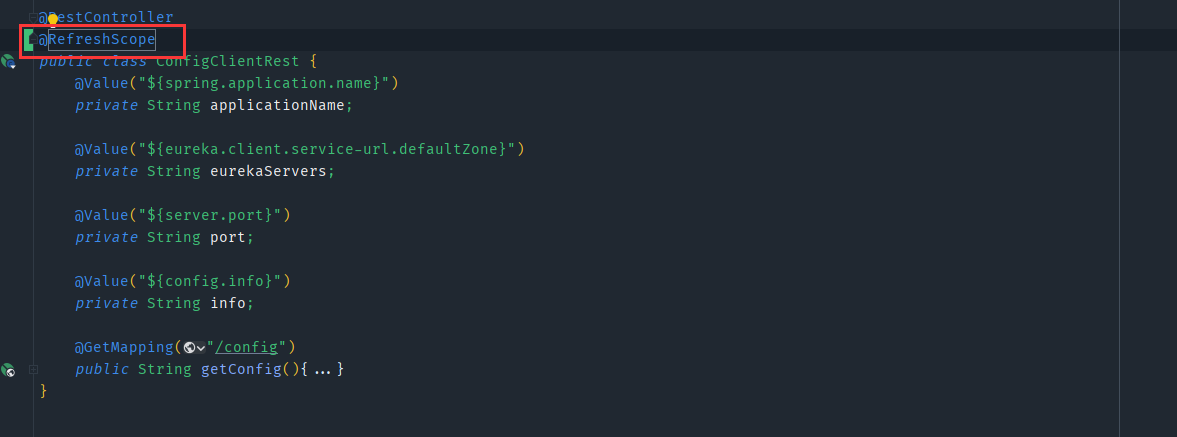 @RestController
@RefreshScope
public class ConfigClientRest {
@Value("${spring.application.name}")
private String applicationName;
@Value("${eureka.client.service-url.defaultZone}")
private String eurekaServers;
@Value("${server.port}")
private String port;
@Value("${config.info}")
private String info;
@GetMapping("/config")
public String getConfig(){...}
}